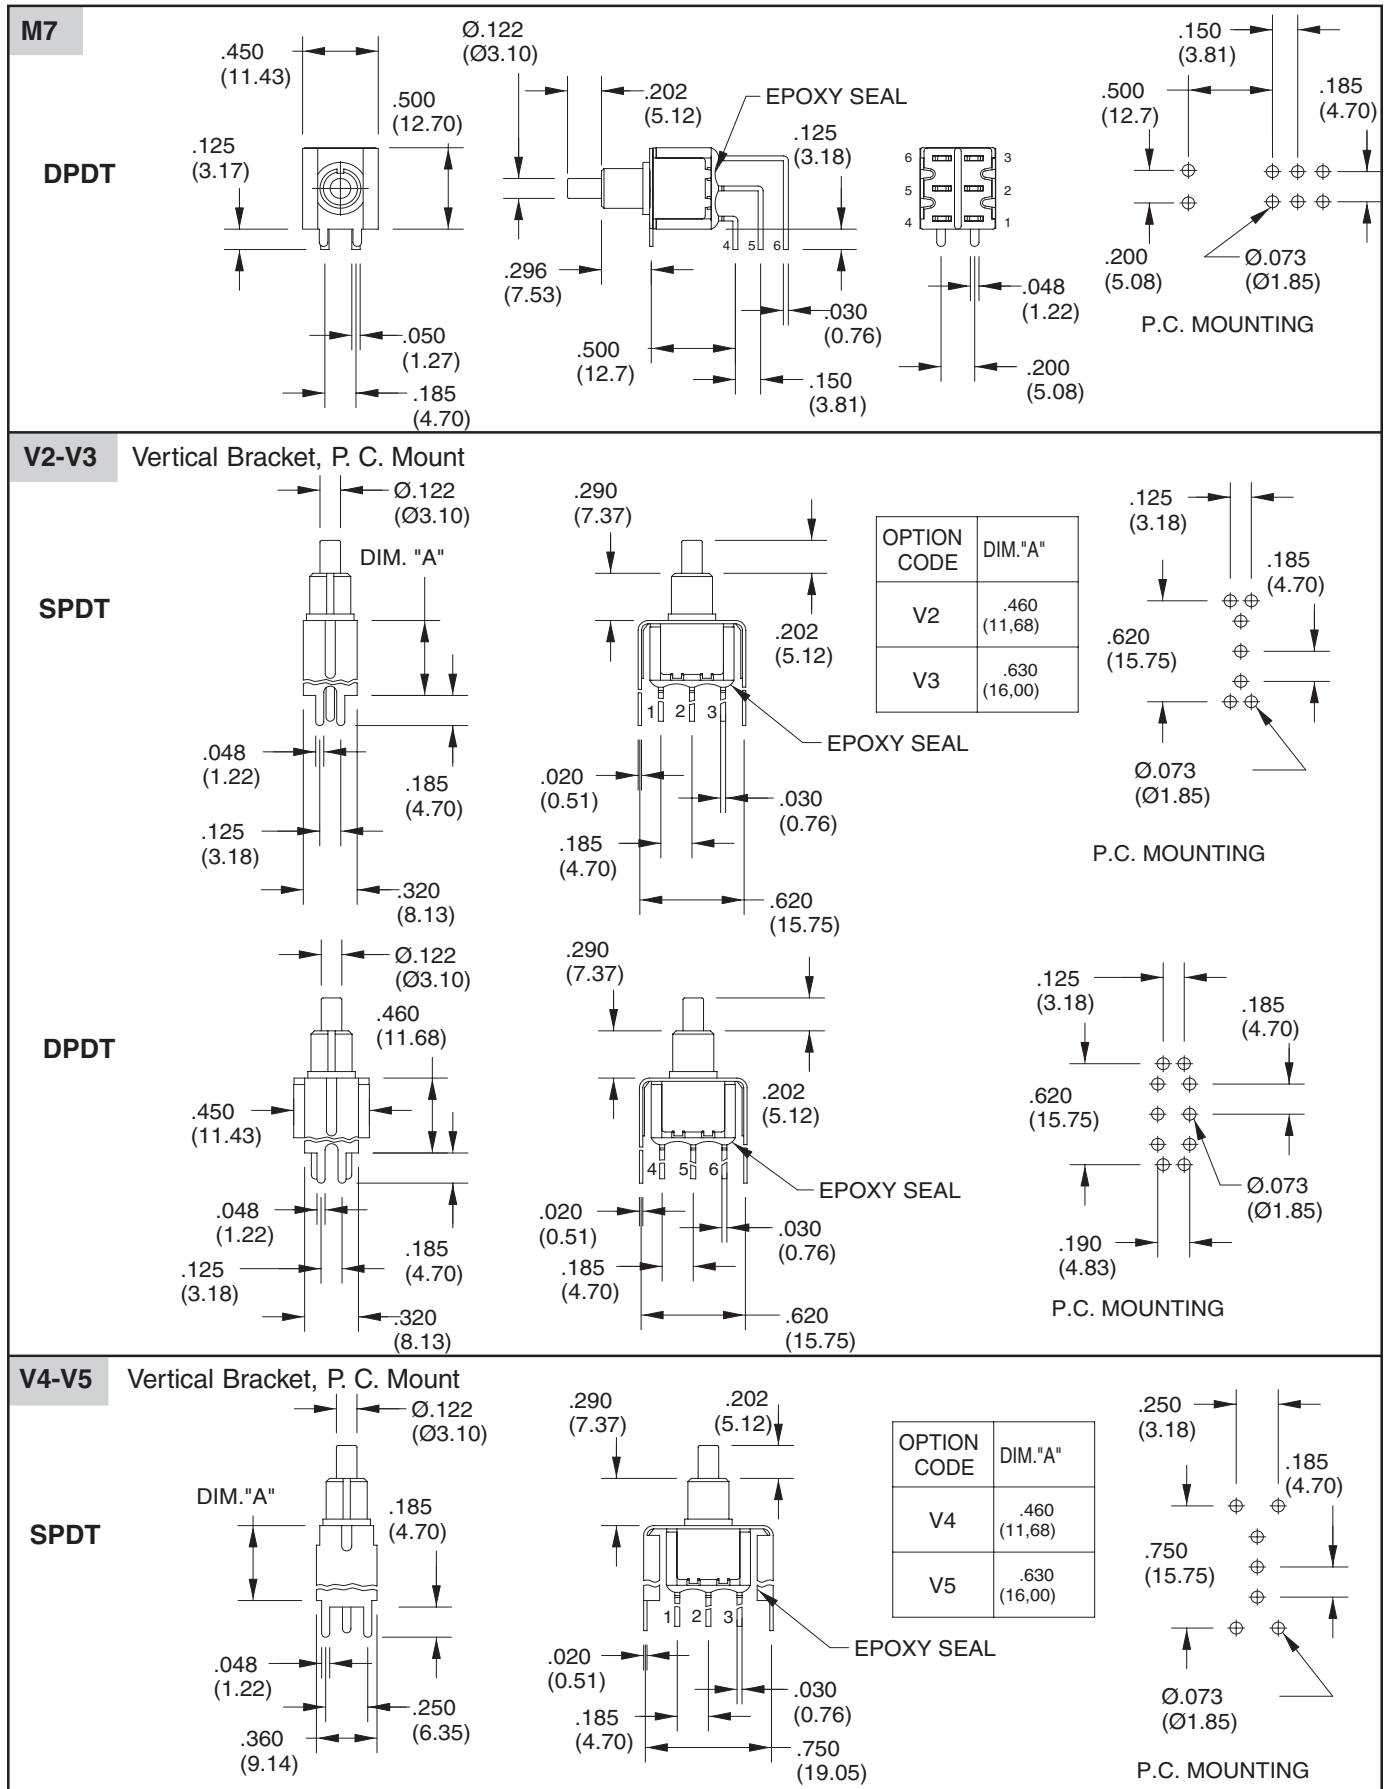 M7
DPDT
.450
(11.43)
.500
(12.70)
.125
(3.17)
.050
(1.27)
.185
(4.70)
Ø.122
(Ø3.10)
.202
(5.12)
EPOXY SEAL
.125
(3.18)
4 5 6
.296
(7.53)
.030
(0.76)
.500
(12.7)
.150
(3.81)
6 3
5 2
4 1
.048
(1.22)
.200
(5.08)
.150
(3.81)
.500
(12.7)
.185
(4.70)
.200
(5.08)
Ø.073
(Ø1.85)
P.C. MOUNTING
V2-V3 Vertical Bracket, P. C. Mount
SPDT
Ø.122
(Ø3.10)
DIM. "A"
.048
(1.22)
.185
(4.70)
.125
(3.18)
.320
(8.13)
.290
(7.37)
.202
(5.12)
1 2 3
EPOXY SEAL
.020
(0.51)
.030
(0.76)
.185
(4.70)
.620
(15.75)
OPTION CODE DIM."A"
V2 .460 (11,68)
V3 .630 (16,00)
.125
(3.18)
.185
(4.70)
.620
(15.75)
Ø.073
(Ø1.85)
P.C. MOUNTING
DPDT
Ø.122
(Ø3.10)
.460
(11.68)
.450
(11.43)
.048
(1.22)
.185
(4.70)
.125
(3.18)
.320
(8.13)
.290
(7.37)
.202
(5.12)
4 5 6
EPOXY SEAL
.020
(0.51)
.030
(0.76)
.185
(4.70)
.620
(15.75)
.125
(3.18)
.185
(4.70)
.620
(15.75)
Ø.073
(Ø1.85)
.190
(4.83)
P.C. MOUNTING
V4-V5 Vertical Bracket, P. C. Mount
SPDT
Ø.122
(Ø3.10)
DIM."A"
.185
(4.70)
.048
(1.22)
.250
(6.35)
.360
(9.14)
.290
(7.37)
.202
(5.12)
1 2 3
EPOXY SEAL
.020
(0.51)
.030
(0.76)
.185
(4.70)
.750
(19.05)
OPTION CODE DIM."A"
V4 .460 (11,68)
V5 .630 (16,00)
.250
(3.18)
.185
(4.70)
.750
(15.75)
Ø.073
(Ø1.85)
P.C. MOUNTING